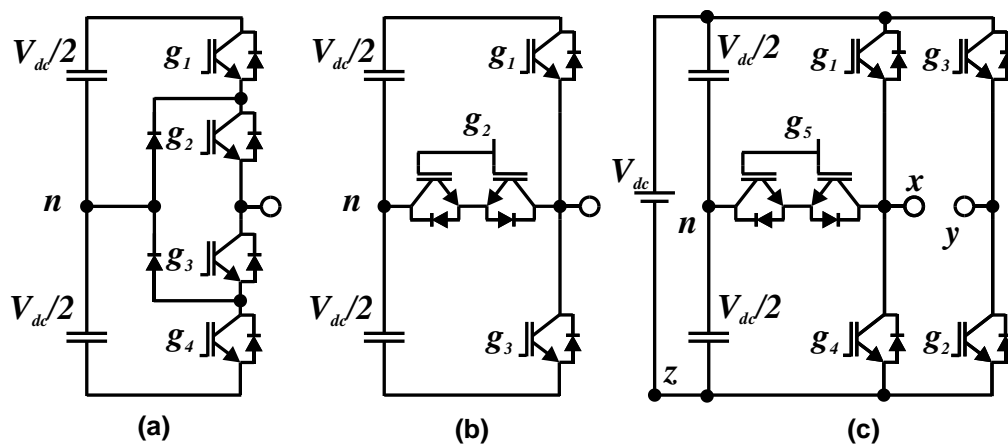 V_dc/2
g_1
g_2
n
g_3
V_dc/2
g_4
(a)
V_dc/2
g_1
g_2
n
V_dc/2
g_3
(b)
V_dc/2
g_1
g_3
g_5
V_dc
x
n
y
V_dc/2
g_4
g_2
z
(c)